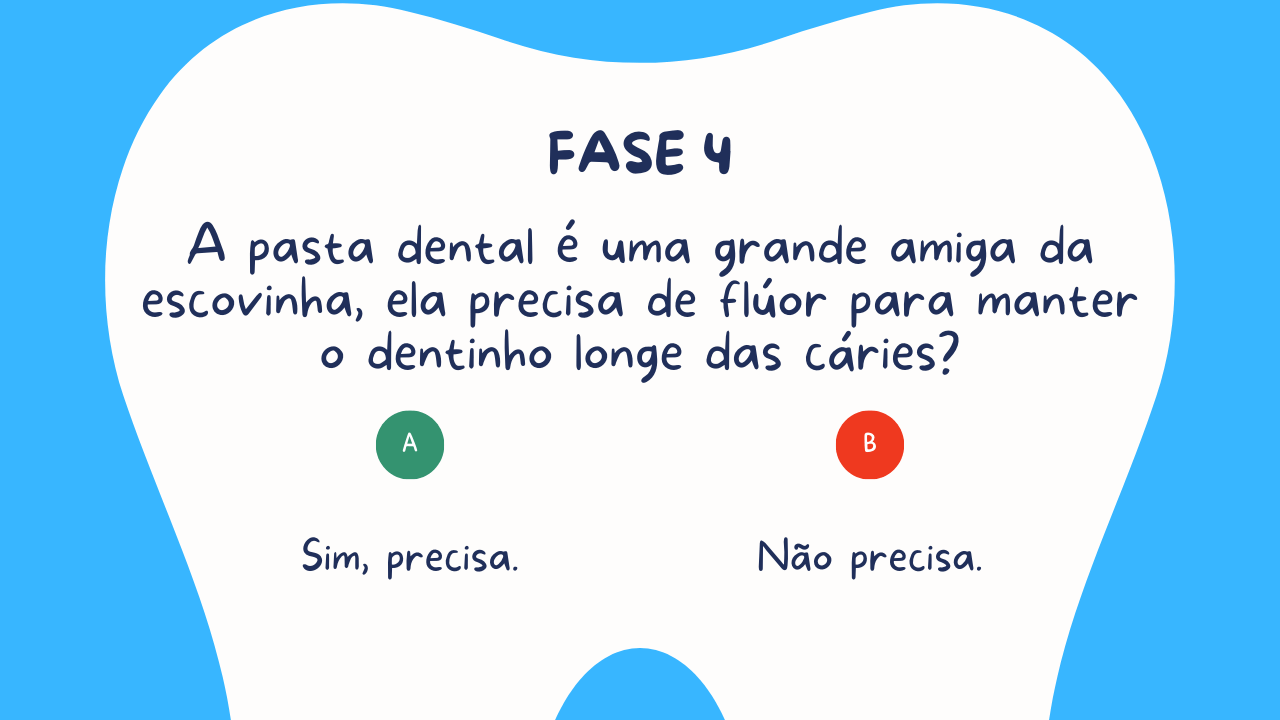 FASE 4
A pasta dental é uma grande amiga da
escovinha, ela precisa de flúor para manter
o dentinho longe das cáries?
A
B
Sim, precisa.
Não precisa.